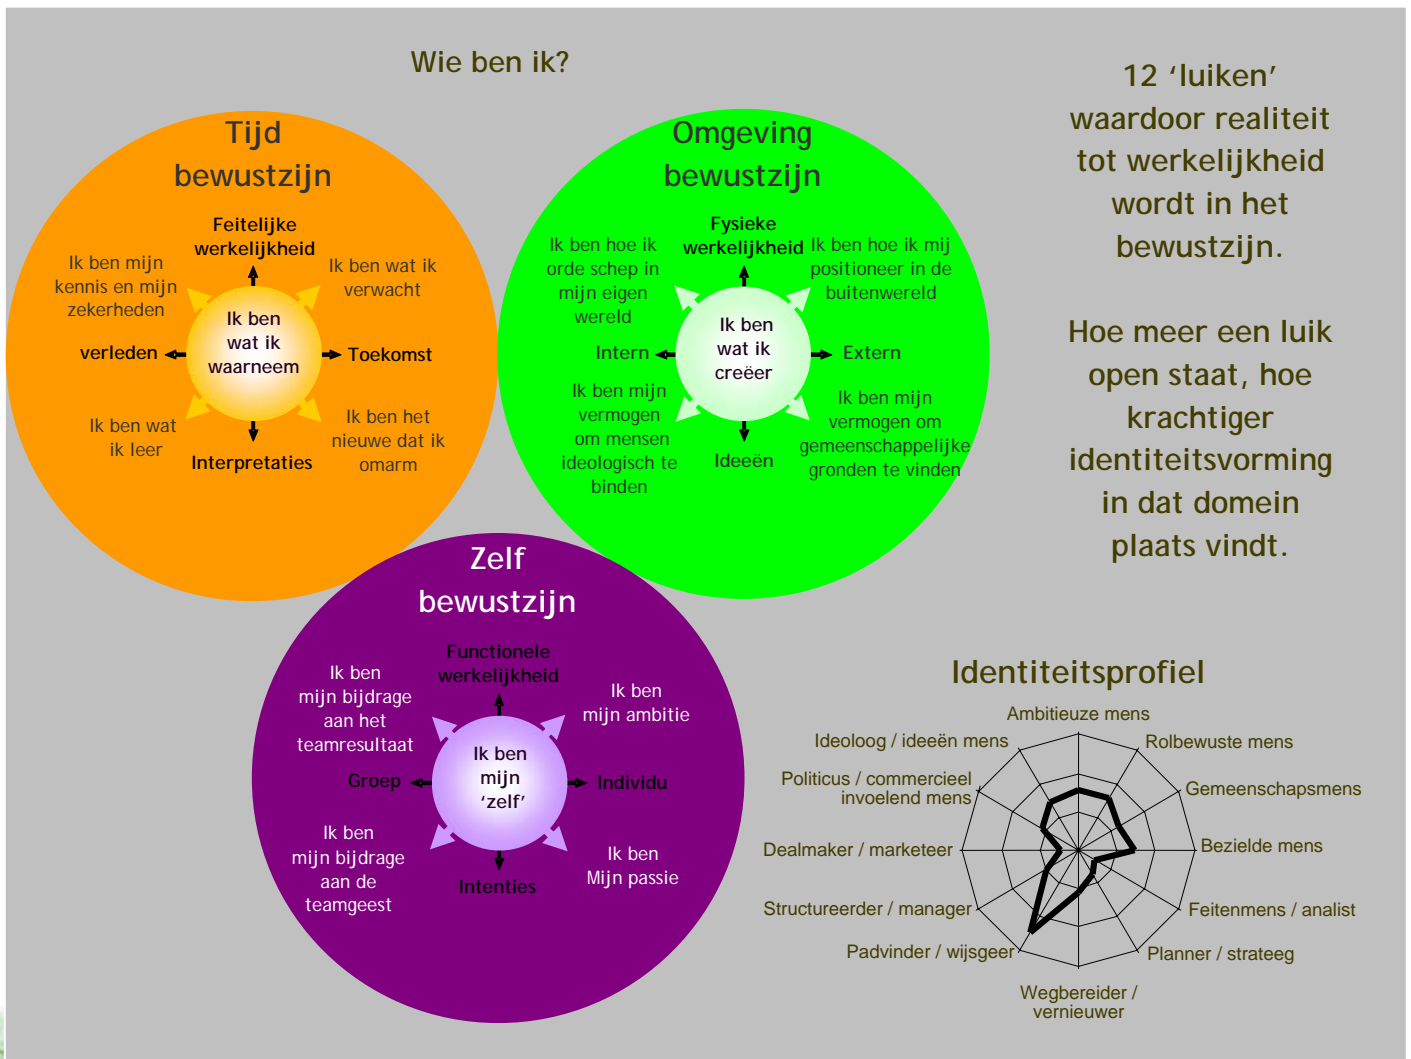 Wie ben ik?
12 ‘luiken’
waardoor realiteit
tot werkelijkheid
wordt in het
bewustzijn.
Hoe meer een luik
open staat, hoe
krachtiger
identiteitsvorming
in dat domein
plaats vindt.
Tijd
bewustzijn
Feitelijke
werkelijkheid
Ik ben mijn
kennis en mijn
zekerheden
Ik ben wat ik
verwacht
Ik ben
wat ik
waarneem
verleden
Toekomst
Ik ben wat
ik leer
Ik ben het
nieuwe dat ik
omarm
Interpretaties
Omgeving
bewustzijn
Fysieke
werkelijkheid
Ik ben hoe ik
orde schep in
mijn eigen
wereld
Ik ben hoe ik mij
positioneer in de
buitenwereld
Ik ben
wat ik
creëer
Intern
Extern
Ik ben mijn
vermogen
om mensen
ideologisch te
binden
Ik ben mijn
vermogen om
gemeenschappelijke
gronden te vinden
Ideeën
Zelf
bewustzijn
Functionele
werkelijkheid
Ik ben
mijn bijdrage
aan het
teamresultaat
Ik ben
mijn ambitie
Ik ben
mijn
‘zelf’
Groep
Individu
Ik ben
mijn bijdrage
aan de
teamgeest
Ik ben
Mijn passie
Intenties
Identiteitsprofiel
Ambitieuze mens
Rolbewuste mens
Gemeenschapsmens
Bezielde mens
Feitenmens / analist
Planner / strateeg
Wegbereider /
vernieuwer
Padvinder / wijsgeer
Structureerder / manager
Dealmaker / marketeer
Politicus / commercieel
invoelend mens
Ideoloog / ideeën mens